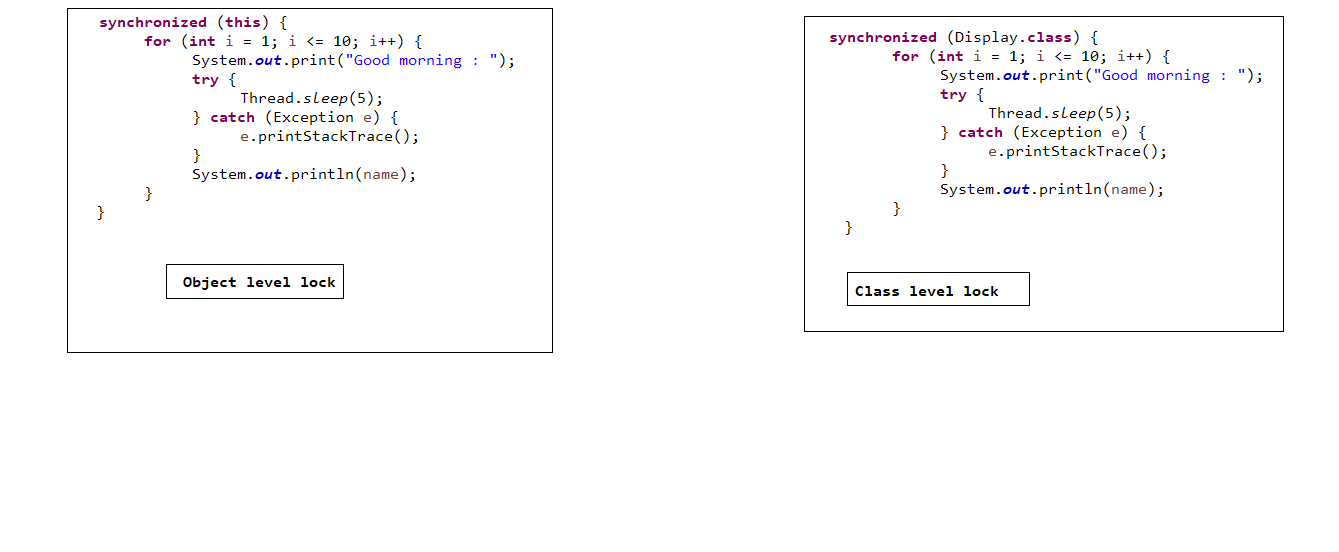 synchronized (this) {
for (int i = 1; i <= 10; i++) {
System.out.print("Good morning : ");
try {
Thread.sleep(5);
} catch (Exception e) {
e.printStackTrace();
}
System.out.println(name);
}
}
Object level lock
synchronized (Display.class) {
for (int i = 1; i <= 10; i++) {
System.out.print("Good morning : ");
try {
Thread.sleep(5);
} catch (Exception e) {
e.printStackTrace();
}
System.out.println(name);
}
}
Class level lock